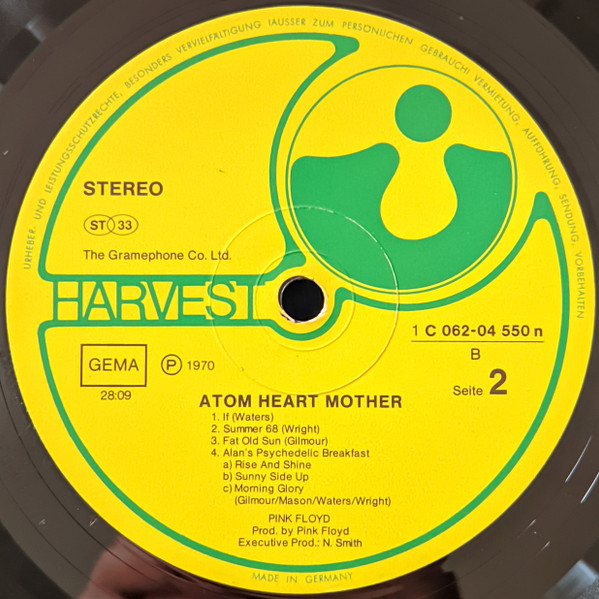 URHEBER- UND LEISTUNGSSCHUTZRECHTE, BESONDERS VERVIELFÄLTIGUNG (AUSSER ZUM PERSÖNLICHEN GEBRAUCH) VERMIETUNG, AUFFÜHRUNG, SENDUNG, VORBEHALTEN
STEREO
ST 33
The Gramephone Co. Ltd.
HARVEST
1 C 062-04 550 n
B
Seite 2
GEMA
28:09
P 1970
ATOM HEART MOTHER
1. If (Waters)
2. Summer 68 (Wright)
3. Fat Old Sun (Gilmour)
4. Alan's Psychedelic Breakfast
a) Rise And Shine
b) Sunny Side Up
c) Morning Glory
(Gilmour/Mason/Waters/Wright)
PINK FLOYD
Prod. by Pink Floyd
Executive Prod.: N. Smith
MADE IN GERMANY